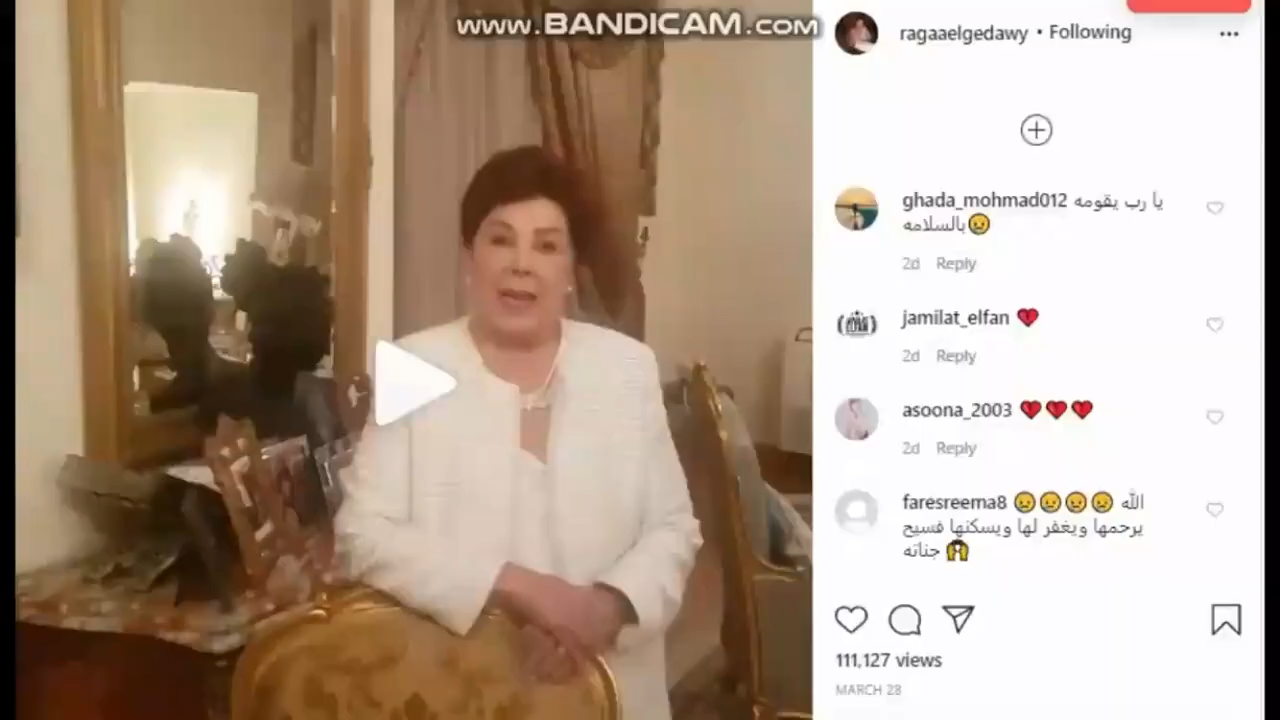 www.BANDICAM.com
ragaaelgedawy • Following
ghada_mohmad012 يا رب يقومه
بالسلامه😢
2d Reply
jamilat_elfan 💔
2d Reply
asoona_2003 💔💔💔
2d Reply
faresreema8 😢😢😢😢 الله
يرحمها ويغفر لها ويسكنها فسيح
جناته 🙌
111,127 views
MARCH 28